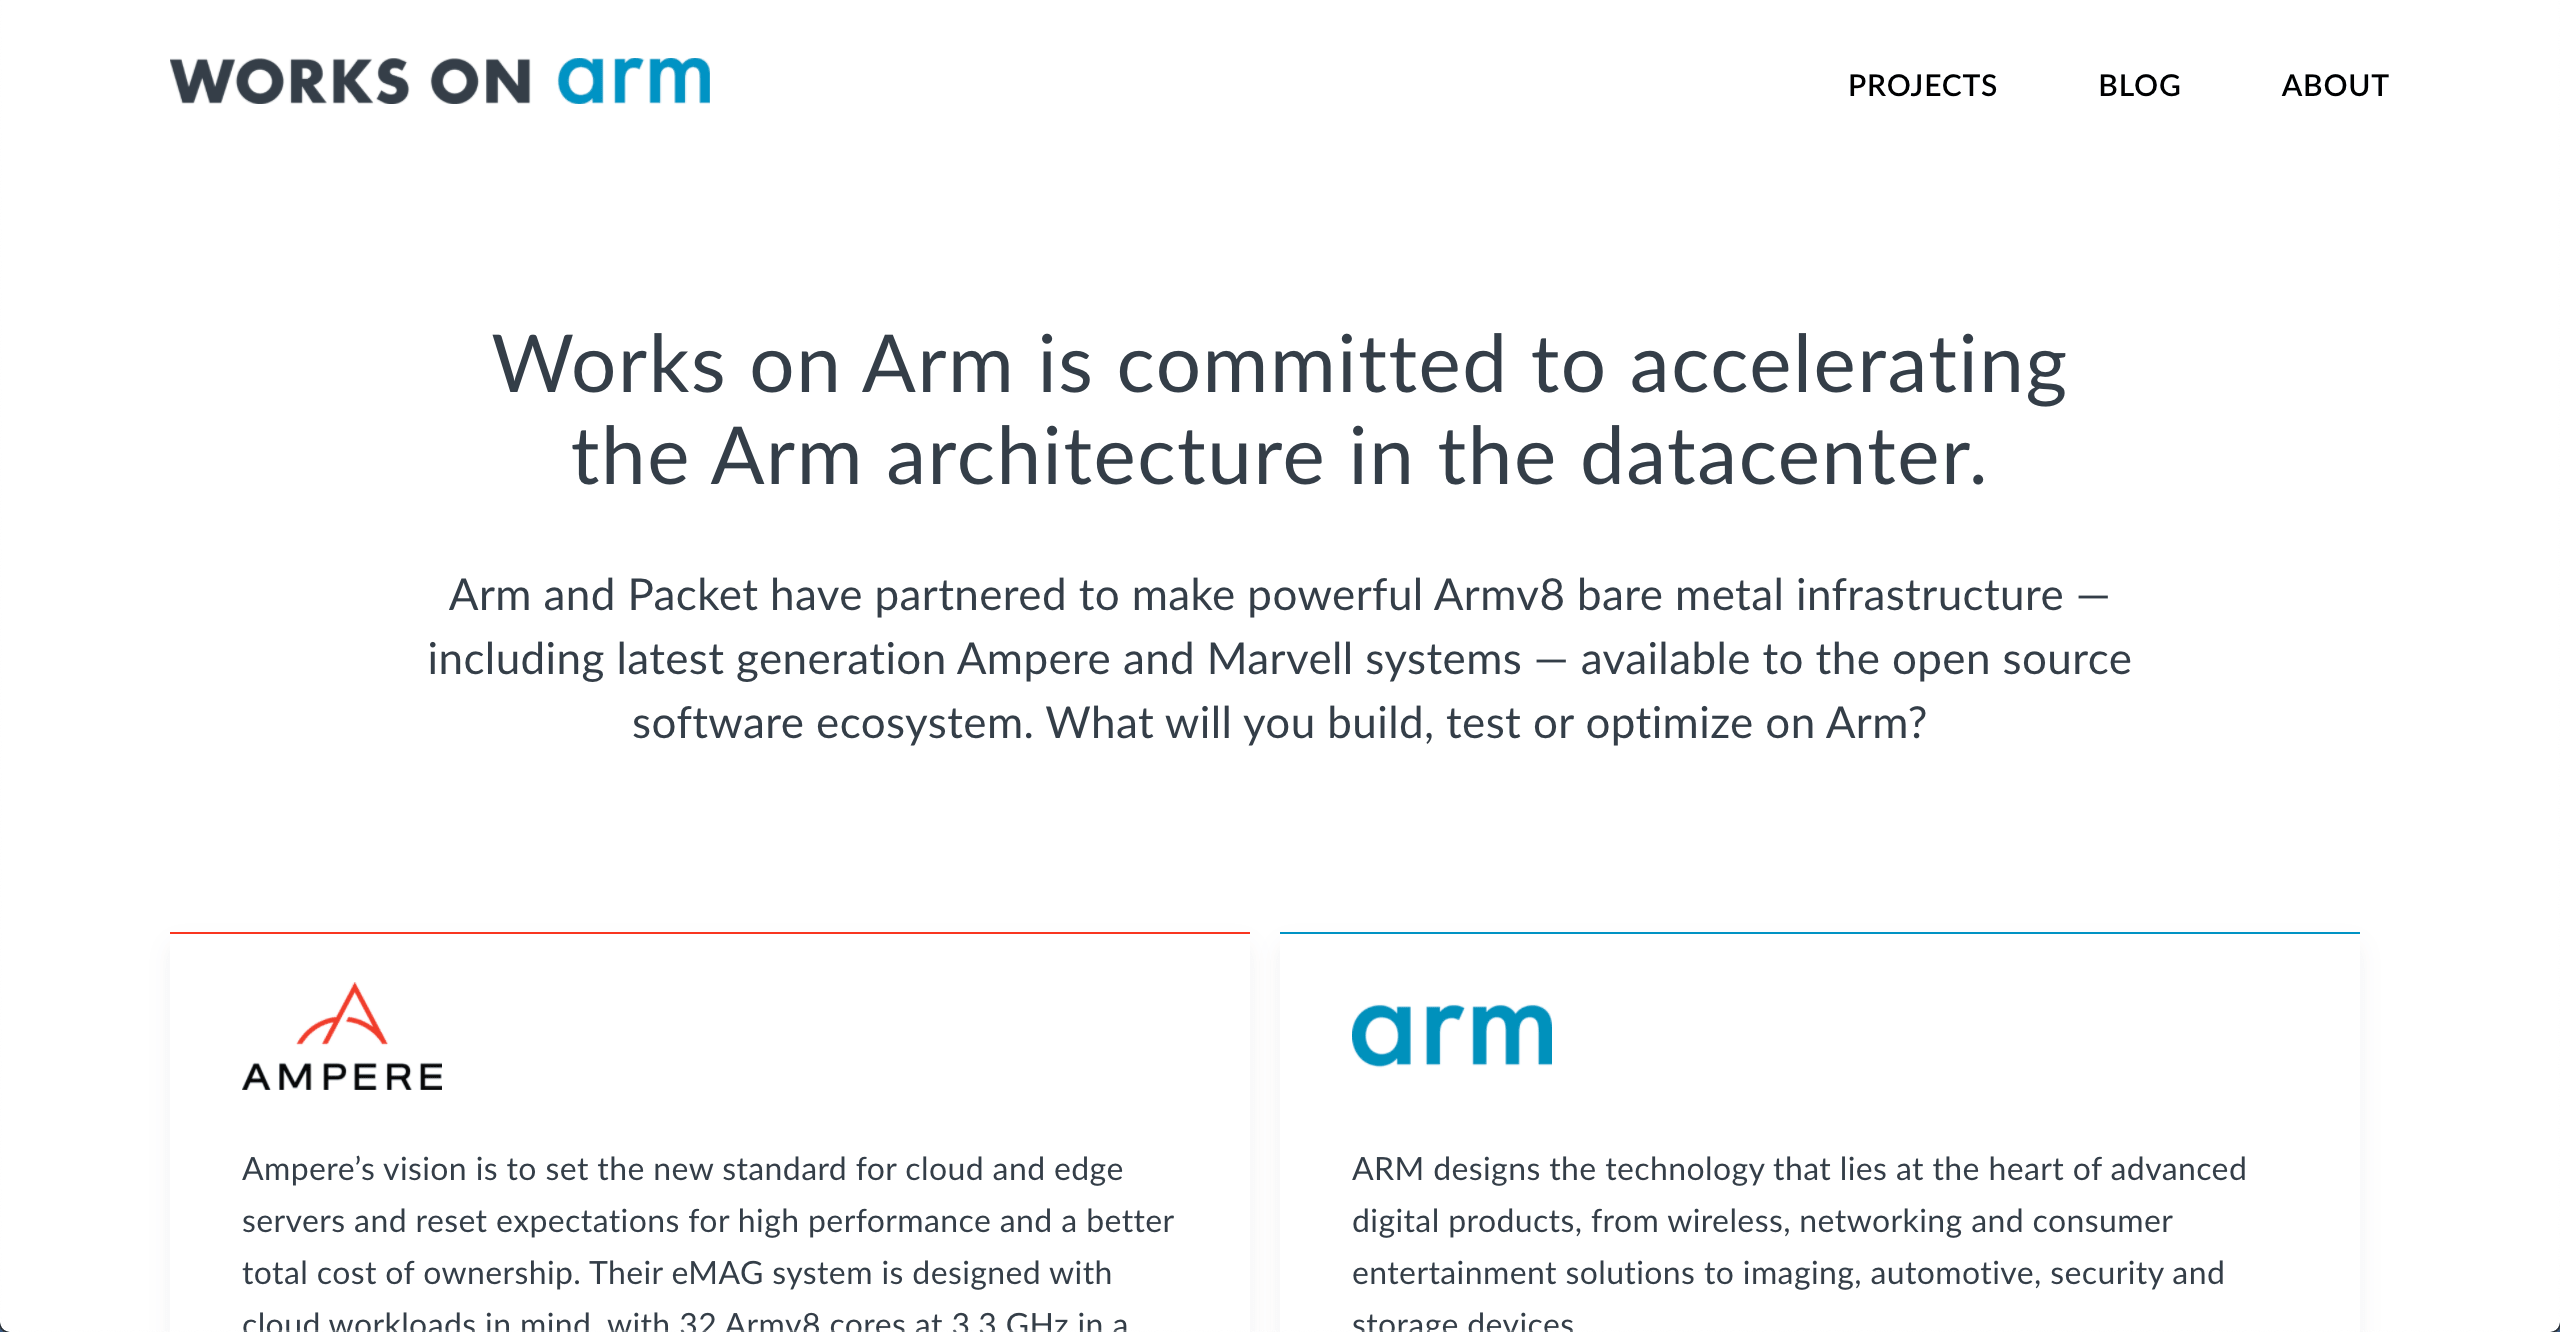 WORKS ON arm
PROJECTS
BLOG
ABOUT
Works on Arm is committed to accelerating
the Arm architecture in the datacenter.
Arm and Packet have partnered to make powerful Armv8 bare metal infrastructure —
including latest generation Ampere and Marvell systems — available to the open source
software ecosystem. What will you build, test or optimize on Arm?
AMPERE
Ampere’s vision is to set the new standard for cloud and edge
servers and reset expectations for high performance and a better
total cost of ownership. Their eMAG system is designed with
cloud workloads in mind, with 32 Armv8 cores at 3.3 GHz in a
arm
ARM designs the technology that lies at the heart of advanced
digital products, from wireless, networking and consumer
entertainment solutions to imaging, automotive, security and
storage devices